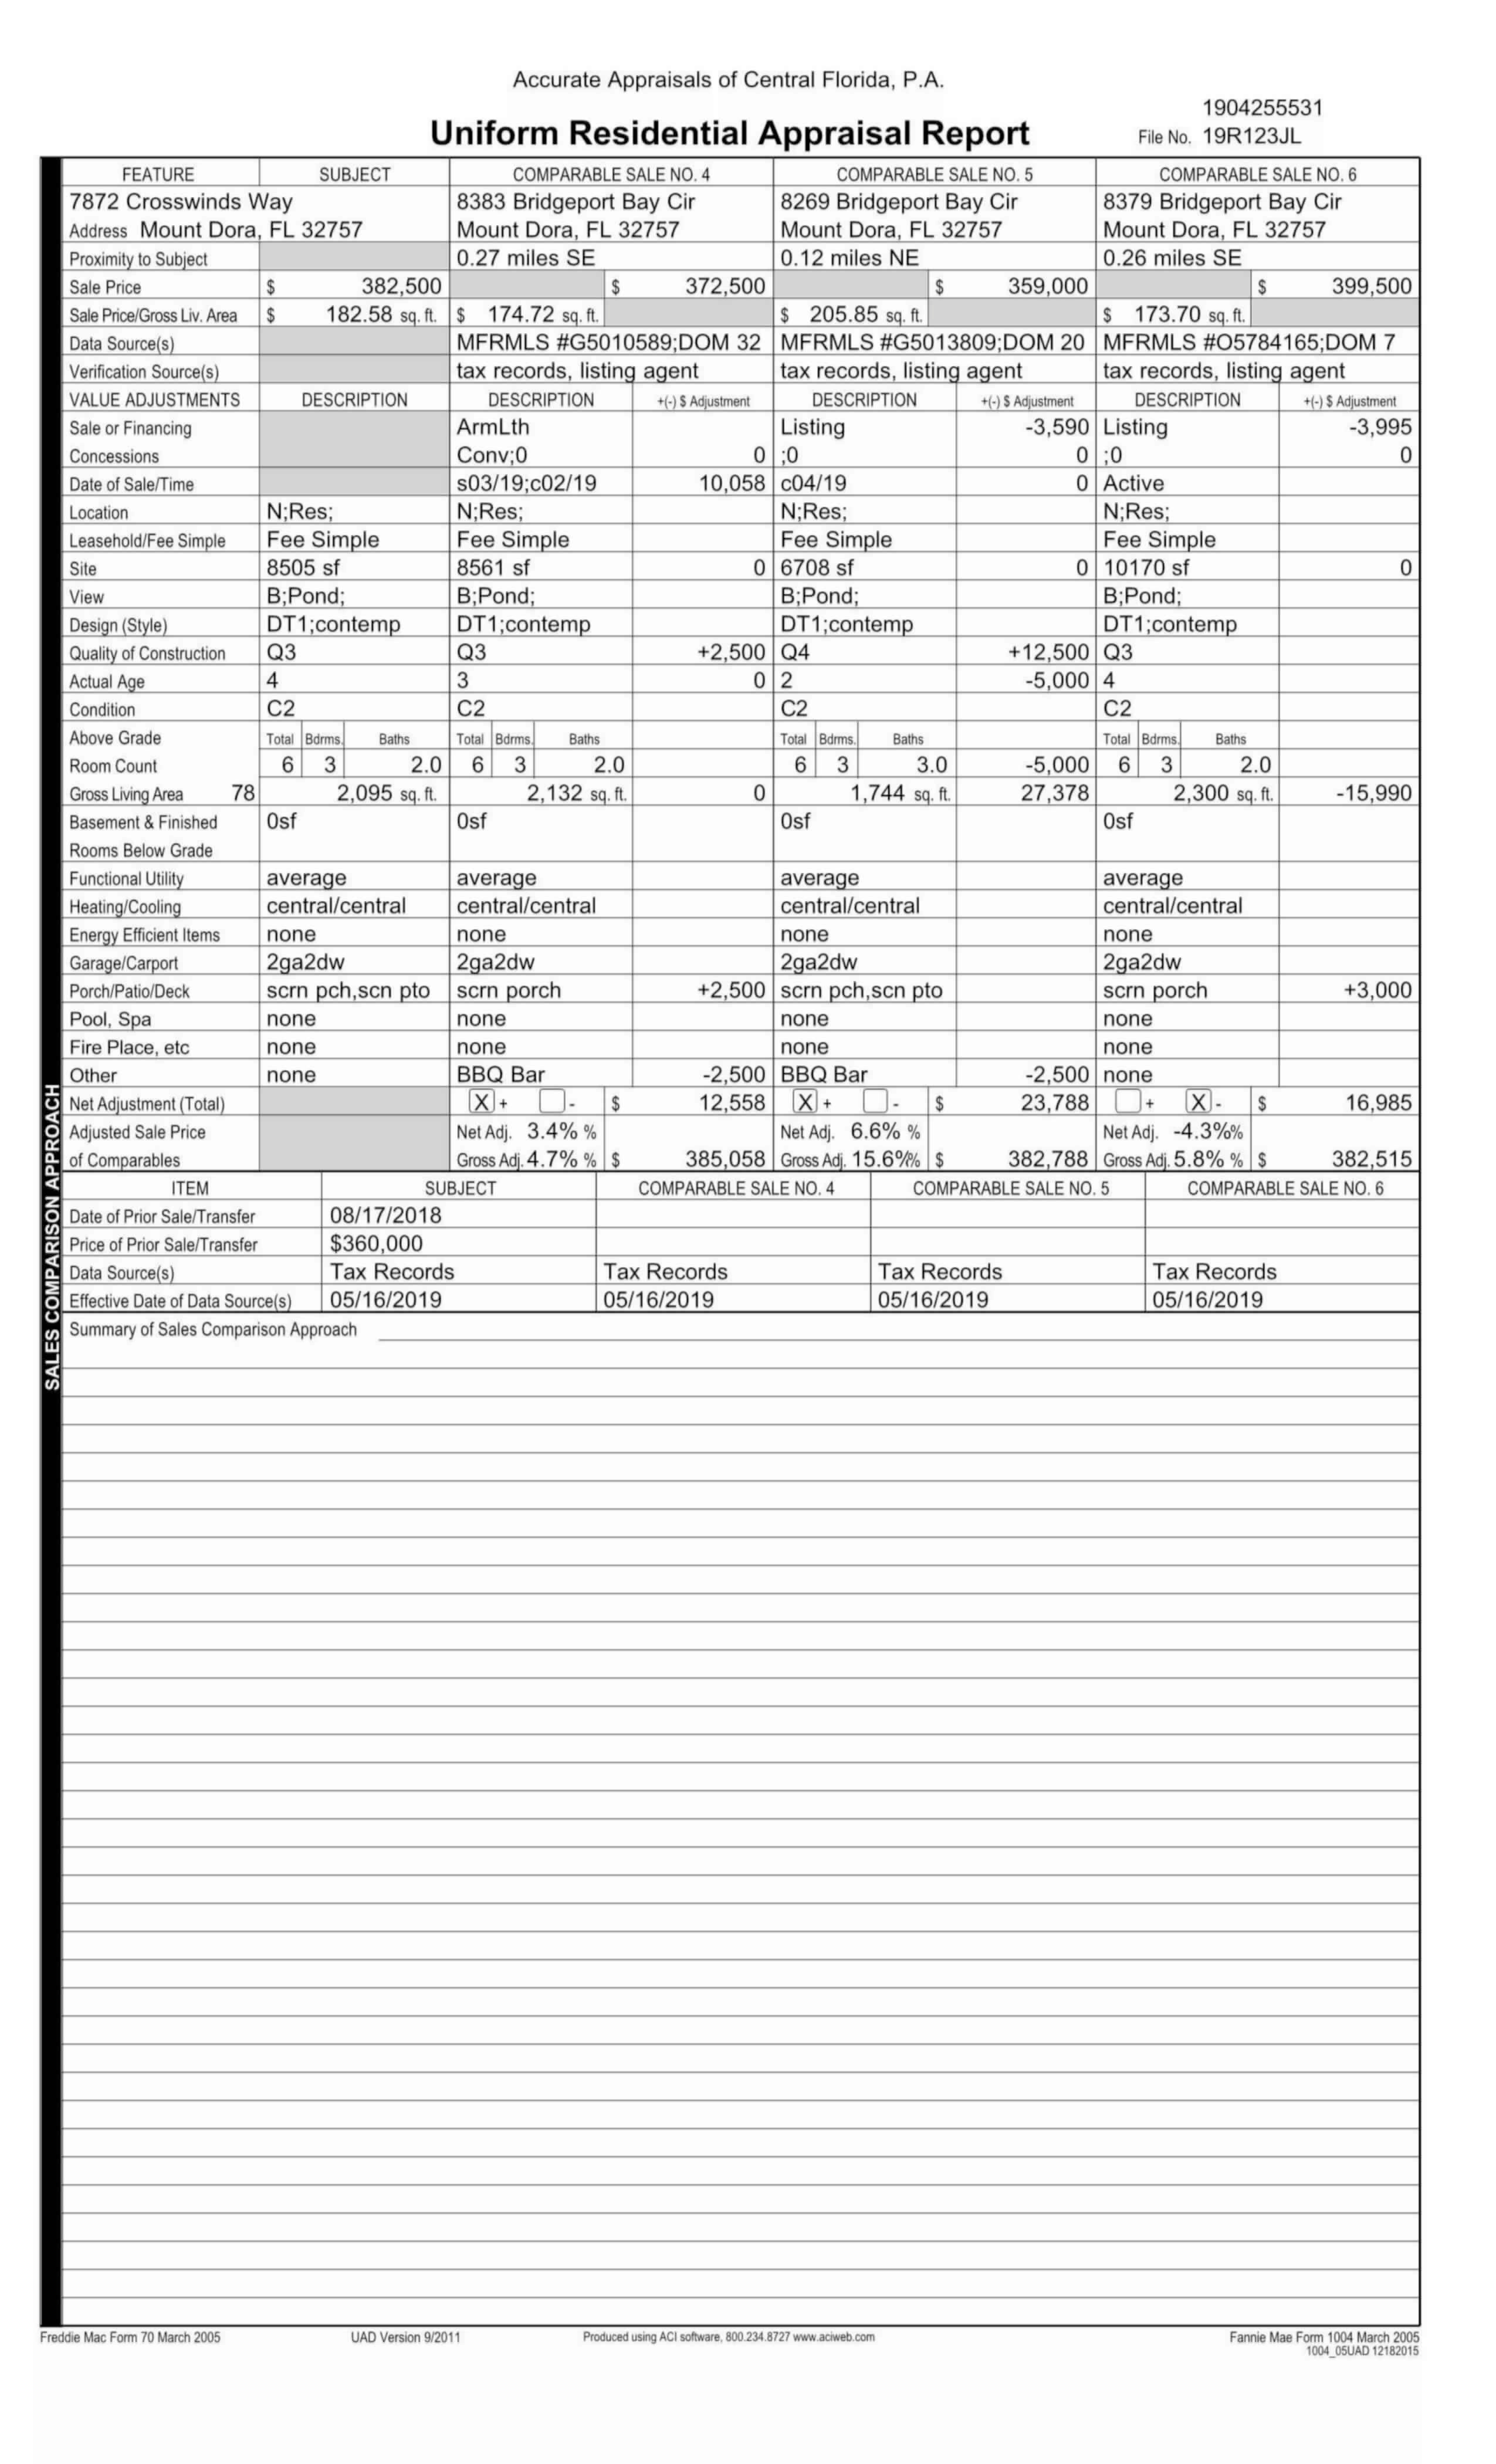 Accurate Appraisals of Central Florida, P.A.
1904255531
Uniform Residential Appraisal Report File No. 19R123JL
FEATURE SUBJECT COMPARABLE SALE NO. 4 COMPARABLE SALE NO. 5 COMPARABLE SALE NO. 6
7872 Crosswinds Way 8383 Bridgeport Bay Cir 8269 Bridgeport Bay Cir 8379 Bridgeport Bay Cir
Address Mount Dora, FL 32757 Mount Dora, FL 32757 Mount Dora, FL 32757 Mount Dora, FL 32757
Proximity to Subject 0.27 miles SE 0.12 miles NE 0.26 miles SE
Sale Price $ 382,500 $ 372,500 $ 359,000 $ 399,500
Sale Price/Gross Liv. Area $ 182.58 sq. ft. $ 174.72 sq. ft. $ 205.85 sq. ft. $ 173.70 sq. ft.
Data Source(s) MFRMLS #G5010589;DOM 32 MFRMLS #G5013809;DOM 20 MFRMLS #O5784165;DOM 7
Verification Source(s) tax records, listing agent tax records, listing agent tax records, listing agent
VALUE ADJUSTMENTS DESCRIPTION DESCRIPTION +(-) $ Adjustment DESCRIPTION +(-) $ Adjustment DESCRIPTION +(-) $ Adjustment
Sale or Financing ArmLth Listing -3,590 Listing -3,995
Concessions Conv;0 0 ;0 0 ;0 0
Date of Sale/Time s03/19;c02/19 10,058 c04/19 0 Active
Location N;Res; N;Res; N;Res; N;Res;
Leasehold/Fee Simple Fee Simple Fee Simple Fee Simple Fee Simple
Site 8505 sf 8561 sf 0 6708 sf 0 10170 sf 0
View B;Pond; B;Pond; B;Pond; B;Pond;
Design (Style) DT1;contemp DT1;contemp DT1;contemp DT1;contemp
Quality of Construction Q3 Q3 +2,500 Q4 +12,500 Q3
Actual Age 4 3 0 2 -5,000 4
Condition C2 C2 C2 C2
Above Grade Total Bdrms. Baths Total Bdrms. Baths Total Bdrms. Baths Total Bdrms. Baths
Room Count 6 3 2.0 6 3 2.0 6 3 3.0 -5,000 6 3 2.0
Gross Living Area 78 2,095 sq. ft. 2,132 sq. ft. 0 1,744 sq. ft. 27,378 2,300 sq. ft. -15,990
Basement & Finished 0sf 0sf 0sf 0sf
Rooms Below Grade
Functional Utility average average average average
Heating/Cooling central/central central/central central/central central/central
Energy Efficient Items none none none none
Garage/Carport 2ga2dw 2ga2dw 2ga2dw 2ga2dw
Porch/Patio/Deck scrn pch,scn pto scrn porch +2,500 scrn pch,scn pto scrn porch +3,000
Pool, Spa none none none none
Fire Place, etc none none none none
Other none BBQ Bar -2,500 BBQ Bar -2,500 none
Net Adjustment (Total) X + - $ 12,558 X + - $ 23,788 + X - $ 16,985
Adjusted Sale Price Net Adj. 3.4% % Net Adj. 6.6% % Net Adj. -4.3%%
of Comparables Gross Adj. 4.7% % $ 385,058 Gross Adj. 15.6%% $ 382,788 Gross Adj. 5.8% % $ 382,515
ITEM SUBJECT COMPARABLE SALE NO. 4 COMPARABLE SALE NO. 5 COMPARABLE SALE NO. 6
Date of Prior Sale/Transfer 08/17/2018
Price of Prior Sale/Transfer $360,000
Data Source(s) Tax Records Tax Records Tax Records Tax Records
Effective Date of Data Source(s) 05/16/2019 05/16/2019 05/16/2019 05/16/2019
Summary of Sales Comparison Approach
SALES COMPARISON APPROACH
Freddie Mac Form 70 March 2005 UAD Version 9/2011 Produced using ACI software, 800.234.8727 www.aciweb.com Fannie Mae Form 1004 March 2005
1004_05UAD 12182015